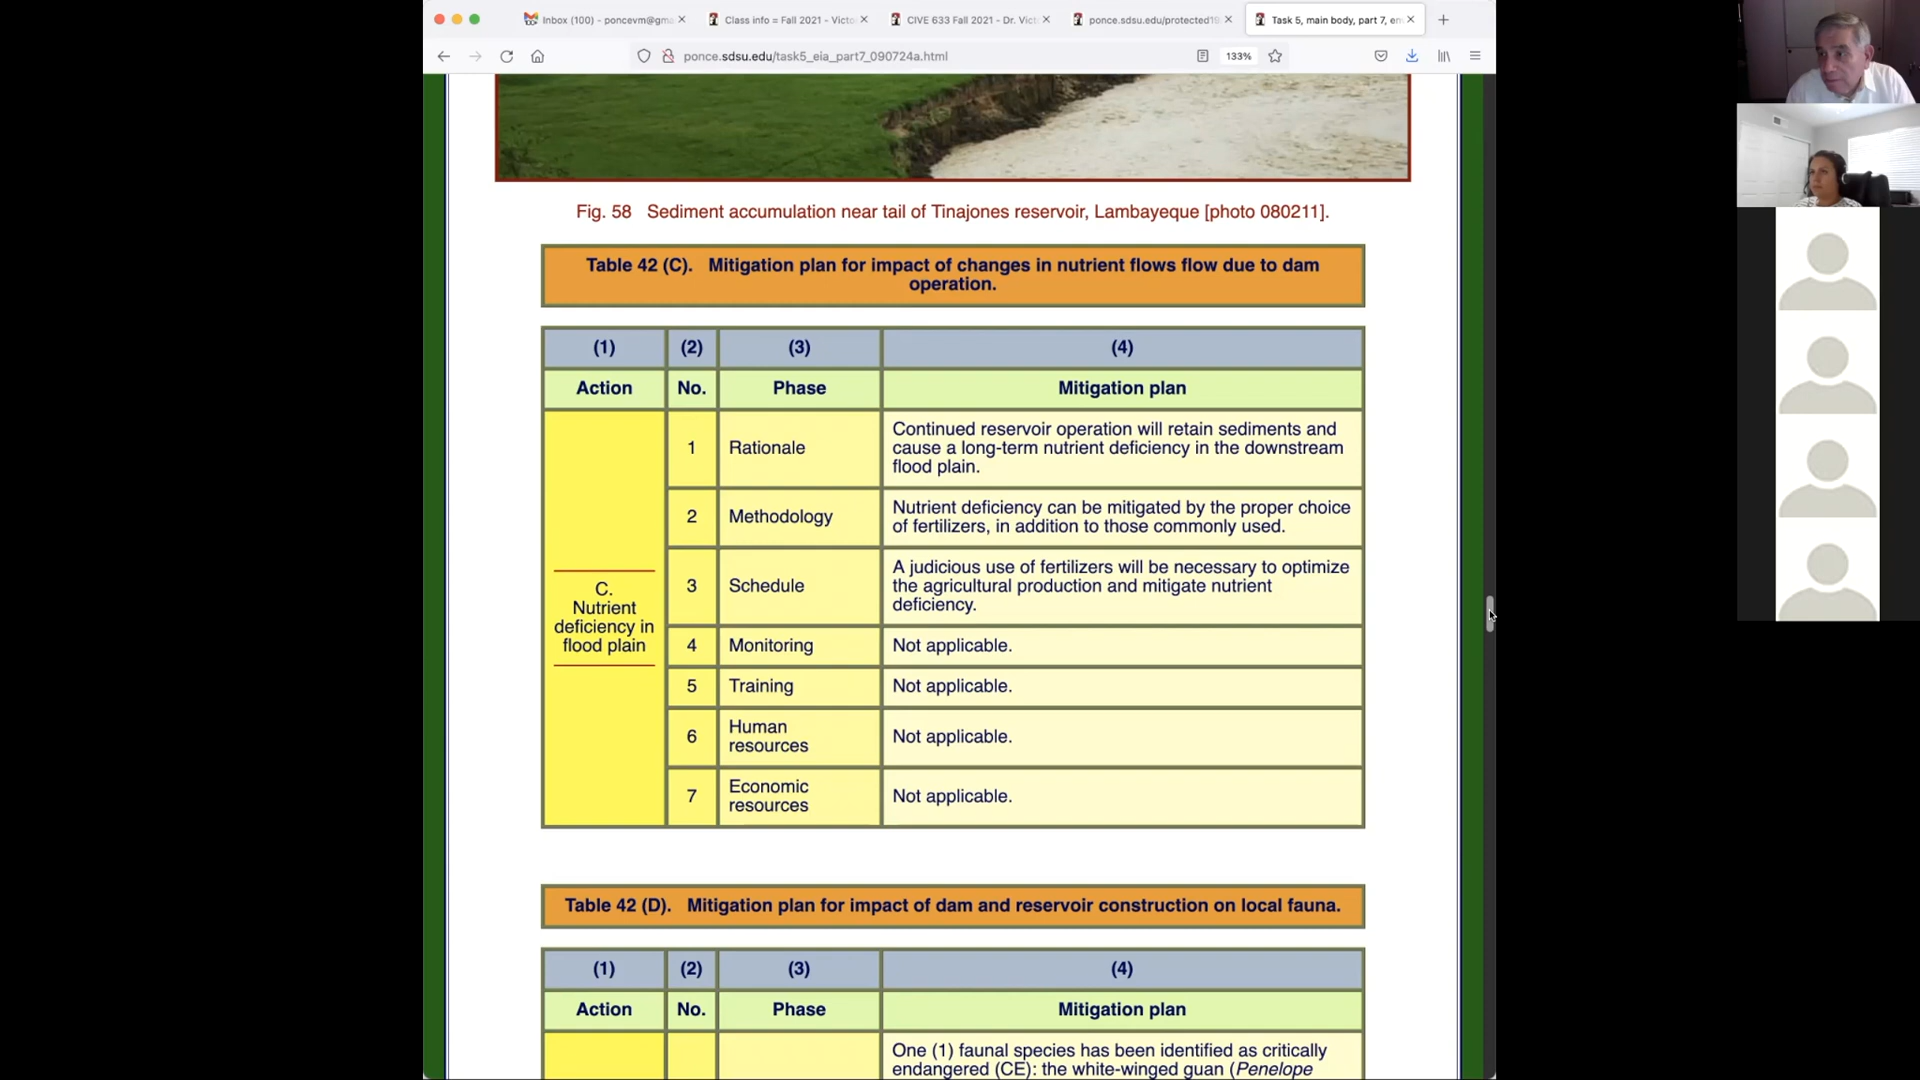 Inbox (100) - poncevm@gm
Class info = Fall 2021 - Victo
CIVE 633 Fall 2021 - Dr. Vict
ponce.sdsu.edu/protected19
Task 5, main body, part 7, en
ponce.sdsu.edu/task5_eia_part7_090724a.html
133%
Fig. 58 Sediment accumulation near tail of Tinajones reservoir, Lambayeque [photo 080211].
Table 42 (C). Mitigation plan for impact of changes in nutrient flows flow due to dam
operation.
(1) (2) (3) (4)
Action No. Phase Mitigation plan
C.
Nutrient
deficiency in
flood plain
1 Rationale
Continued reservoir operation will retain sediments and
cause a long-term nutrient deficiency in the downstream
flood plain.
2 Methodology
Nutrient deficiency can be mitigated by the proper choice
of fertilizers, in addition to those commonly used.
3 Schedule
A judicious use of fertilizers will be necessary to optimize
the agricultural production and mitigate nutrient
deficiency.
4 Monitoring Not applicable.
5 Training Not applicable.
6 Human
resources
Not applicable.
7 Economic
resources
Not applicable.
Table 42 (D). Mitigation plan for impact of dam and reservoir construction on local fauna.
(1) (2) (3) (4)
Action No. Phase Mitigation plan
One (1) faunal species has been identified as critically
endangered (CE): the white-winged guan (Penelope